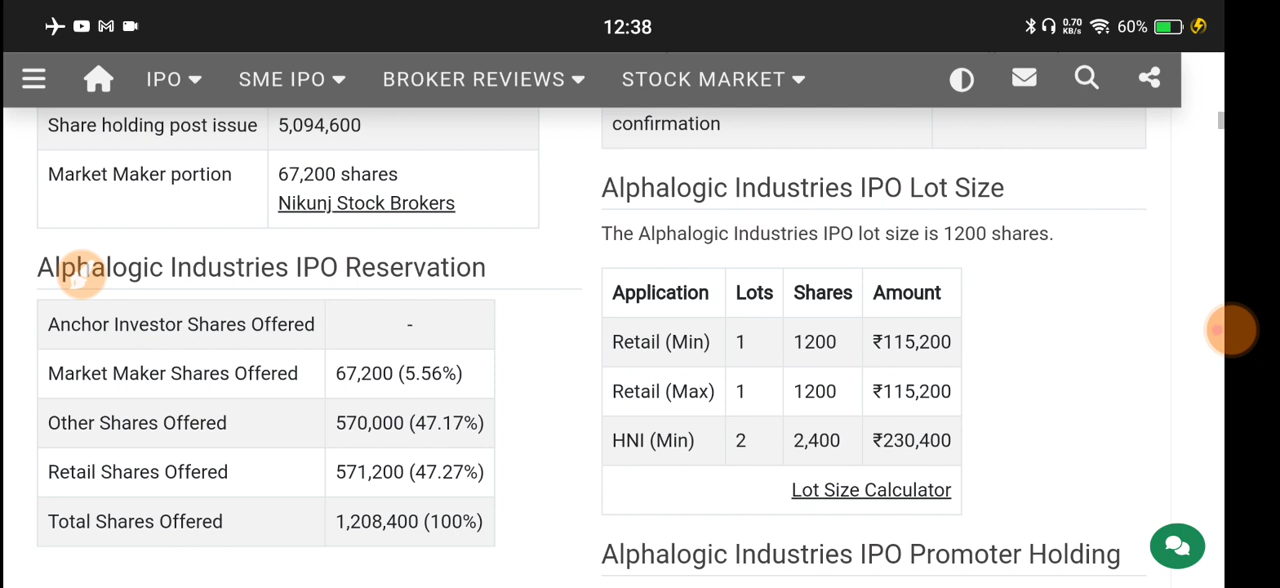 12:38
0.70
KB/s
60%
IPO
SME IPO
BROKER REVIEWS
STOCK MARKET
Share holding post issue 5,094,600
Market Maker portion 67,200 shares
Nikunj Stock Brokers
Alphalogic Industries IPO Reservation
Anchor Investor Shares Offered -
Market Maker Shares Offered 67,200 (5.56%)
Other Shares Offered 570,000 (47.17%)
Retail Shares Offered 571,200 (47.27%)
Total Shares Offered 1,208,400 (100%)
confirmation
Alphalogic Industries IPO Lot Size
The Alphalogic Industries IPO lot size is 1200 shares.
Application Lots Shares Amount
Retail (Min) 1 1200 ₹115,200
Retail (Max) 1 1200 ₹115,200
HNI (Min) 2 2,400 ₹230,400
Lot Size Calculator
Alphalogic Industries IPO Promoter Holding